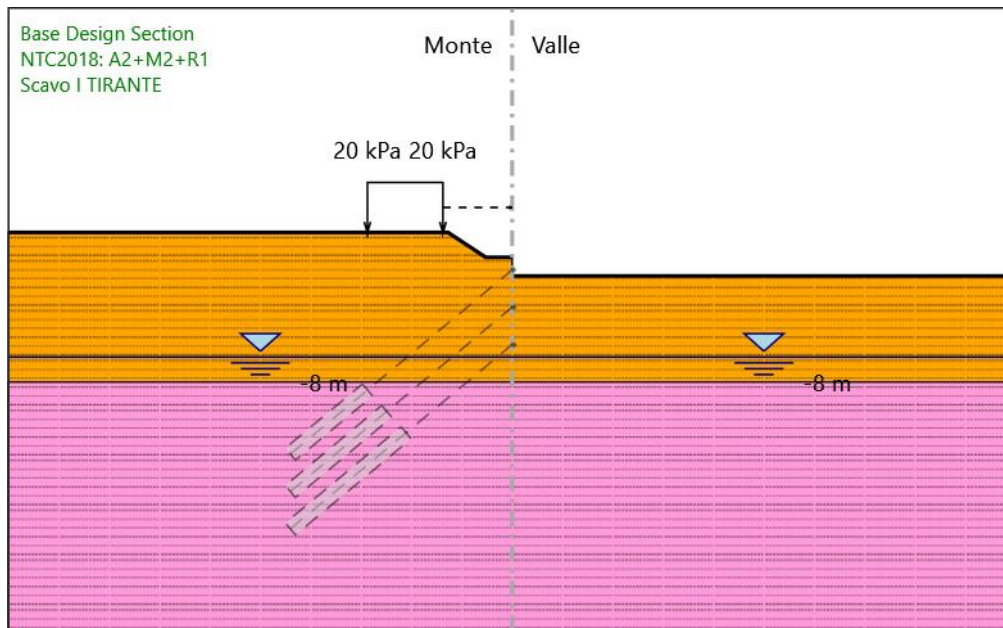 Base Design Section
NTC2018: A2+M2+R1
Scavo I TIRANTE
Monte
Valle
20 kPa 20 kPa
-8 m
-8 m